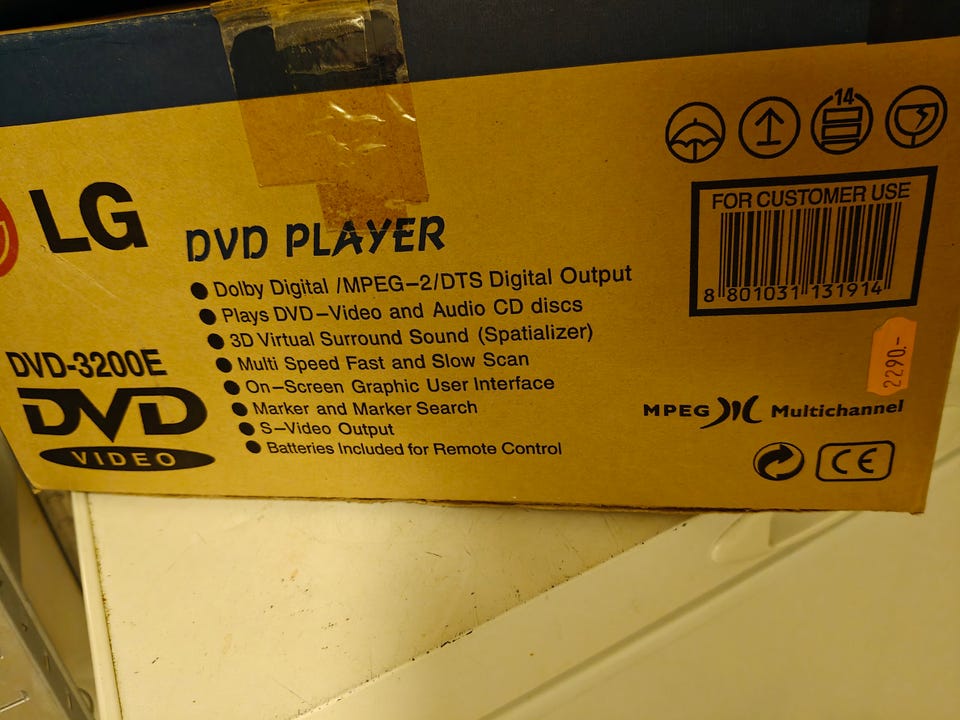 14
FOR CUSTOMER USE
8 801031 131914
LG
DVD PLAYER
● Dolby Digital /MPEG-2/DTS Digital Output
● Plays DVD-Video and Audio CD discs
● 3D Virtual Surround Sound (Spatializer)
● Multi Speed Fast and Slow Scan
● On-Screen Graphic User Interface
● Marker and Marker Search
● S-Video Output
● Batteries Included for Remote Control
DVD-3200E
DVD
VIDEO
2290.-
MPEG Multichannel
CE